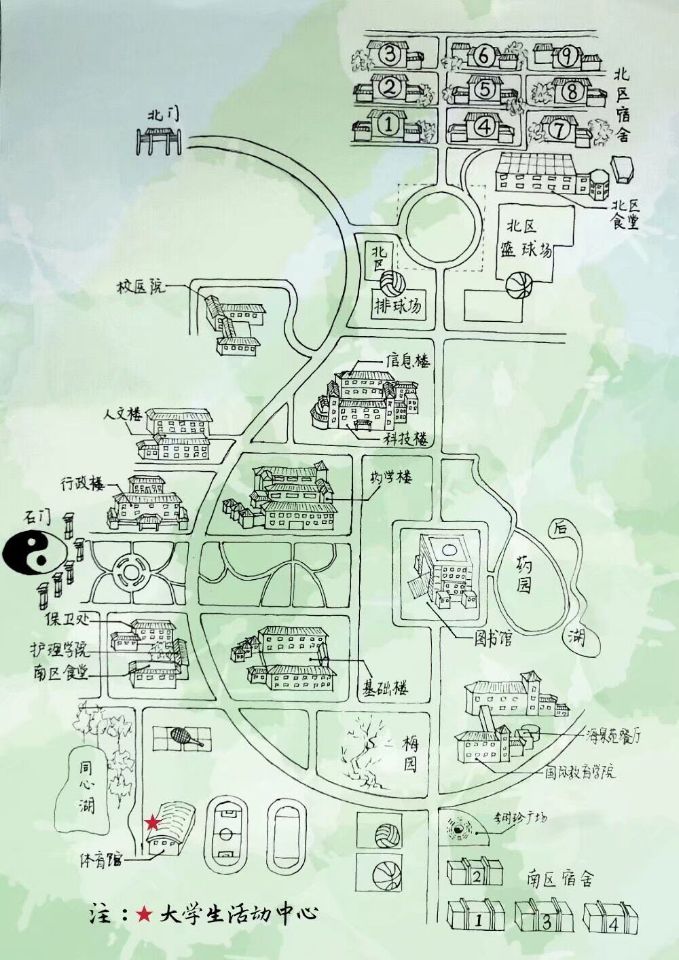 ③
⑥
⑨
②
⑤
⑧
①
④
⑦
北区宿舍
北门
北区
食堂
北区
篮球场
北区
排球场
校医院
信息楼
科技楼
人文楼
行政楼
均学楼
石门
后
湖
药园
图书馆
保卫处
护理学院
南区食堂
基础楼
梅园
海泉苑餐厅
国际教育学院
同心湖
体育馆
李时珍广场
2
南区宿舍
1
3
4
注：★大学生活动中心